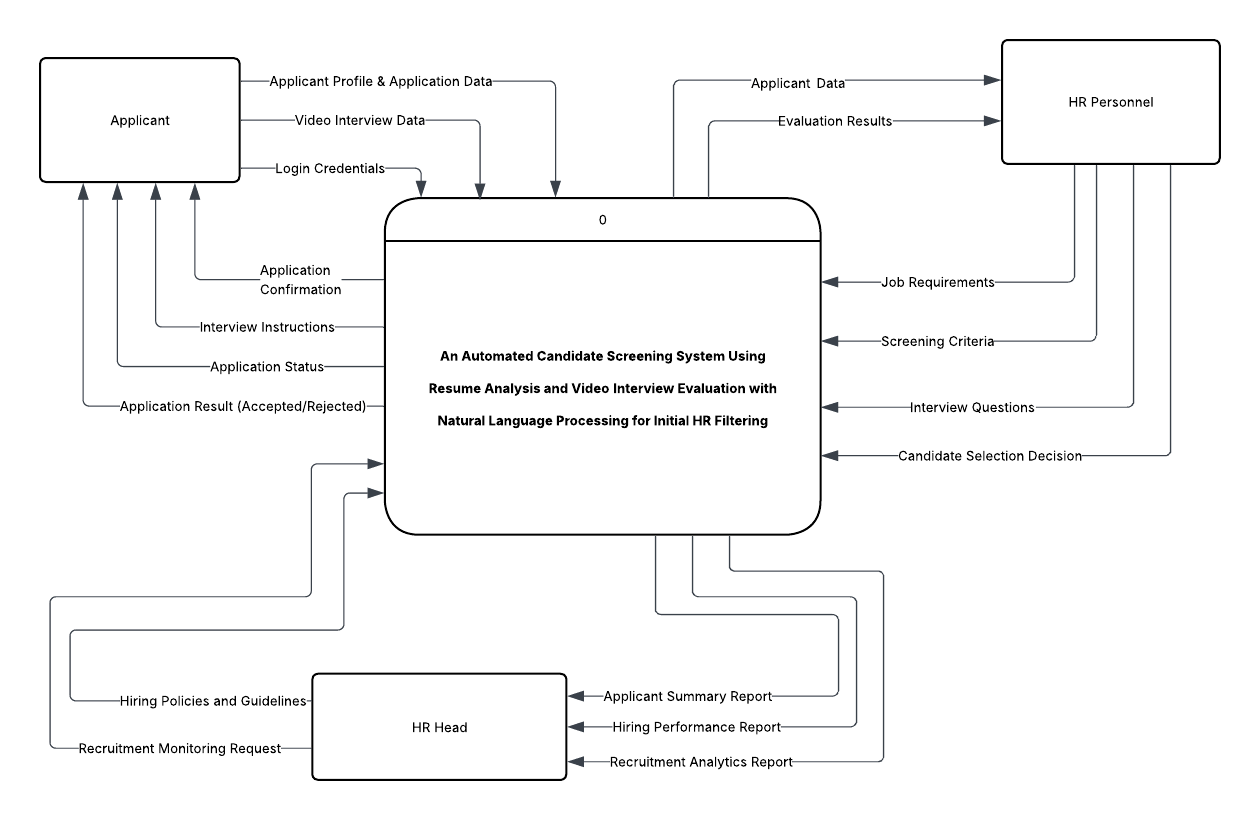 Applicant
Applicant Profile & Application Data
Video Interview Data
Login Credentials
Applicant Data
Evaluation Results
HR Personnel
0
Application
Confirmation
Interview Instructions
Application Status
Application Result (Accepted/Rejected)
An Automated Candidate Screening System Using
Resume Analysis and Video Interview Evaluation with
Natural Language Processing for Initial HR Filtering
Job Requirements
Screening Criteria
Interview Questions
Candidate Selection Decision
Hiring Policies and Guidelines
Recruitment Monitoring Request
HR Head
Applicant Summary Report
Hiring Performance Report
Recruitment Analytics Report